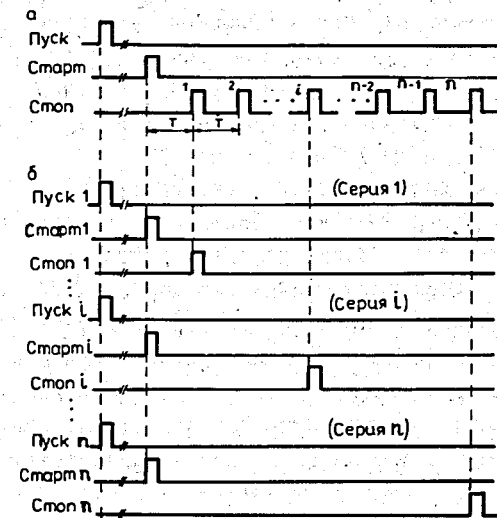 а
Пуск
Старт
Стоп
1 2 ... i ... n-2 n-1 n
T T
б
Пуск 1 (Серия 1)
Старт1
Стоп 1
⋮
Пуск i (Серия i)
Старт i
Стоп i
⋮
Пуск n (Серия n)
Старт n
Стоп n